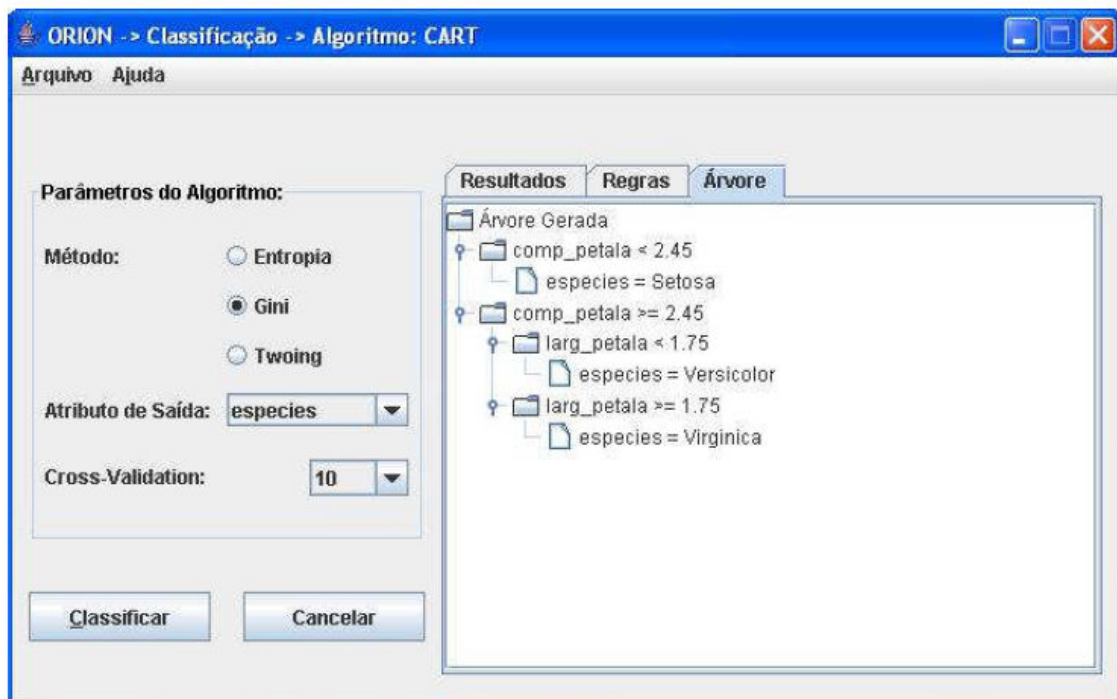 ORION -> Classificação -> Algoritmo: CART
Arquivo Ajuda
Parâmetros do Algoritmo:
Método:
Entropia
Gini
Twoing
Atributo de Saída: especies
Cross-Validation: 10
Classificar
Cancelar
Resultados Regras Árvore
Árvore Gerada
comp_petala < 2.45
especies = Setosa
comp_petala >= 2.45
larg_petala < 1.75
especies = Versicolor
larg_petala >= 1.75
especies = Virginica